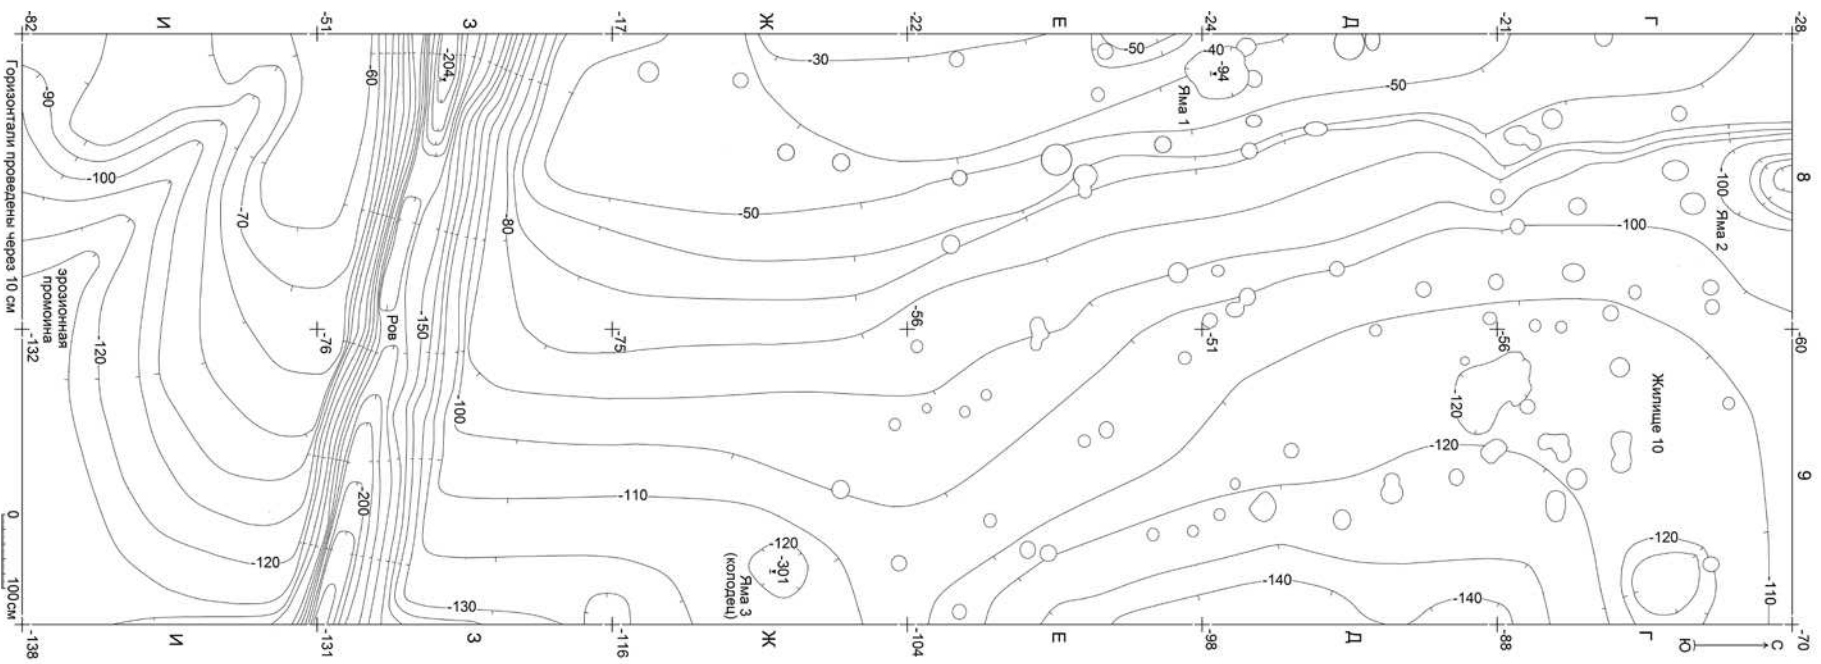 -82
И
-51
З
-17
Ж
-22
Е
-24
Д
-21
Г
-28
-60
-204
-30
-50
-40
-94
Яма 1
-50
-90
-100
-70
-80
-50
-100
Яма 2
8
-100
эрозионная
промоина
-120
-132
-76
Ров
-150
-75
-56
-51
-56
-60
Жилище 10
-100
-110
-120
-120
9
-200
-120
-130
-120
-301
Яма 3
(колодец)
-140
-140
-120
-110
-138
И
-131
З
-116
Ж
-104
Е
-98
Д
-88
Г
-70
С
Ю
Горизонтали проведены через 10 см
0 100см